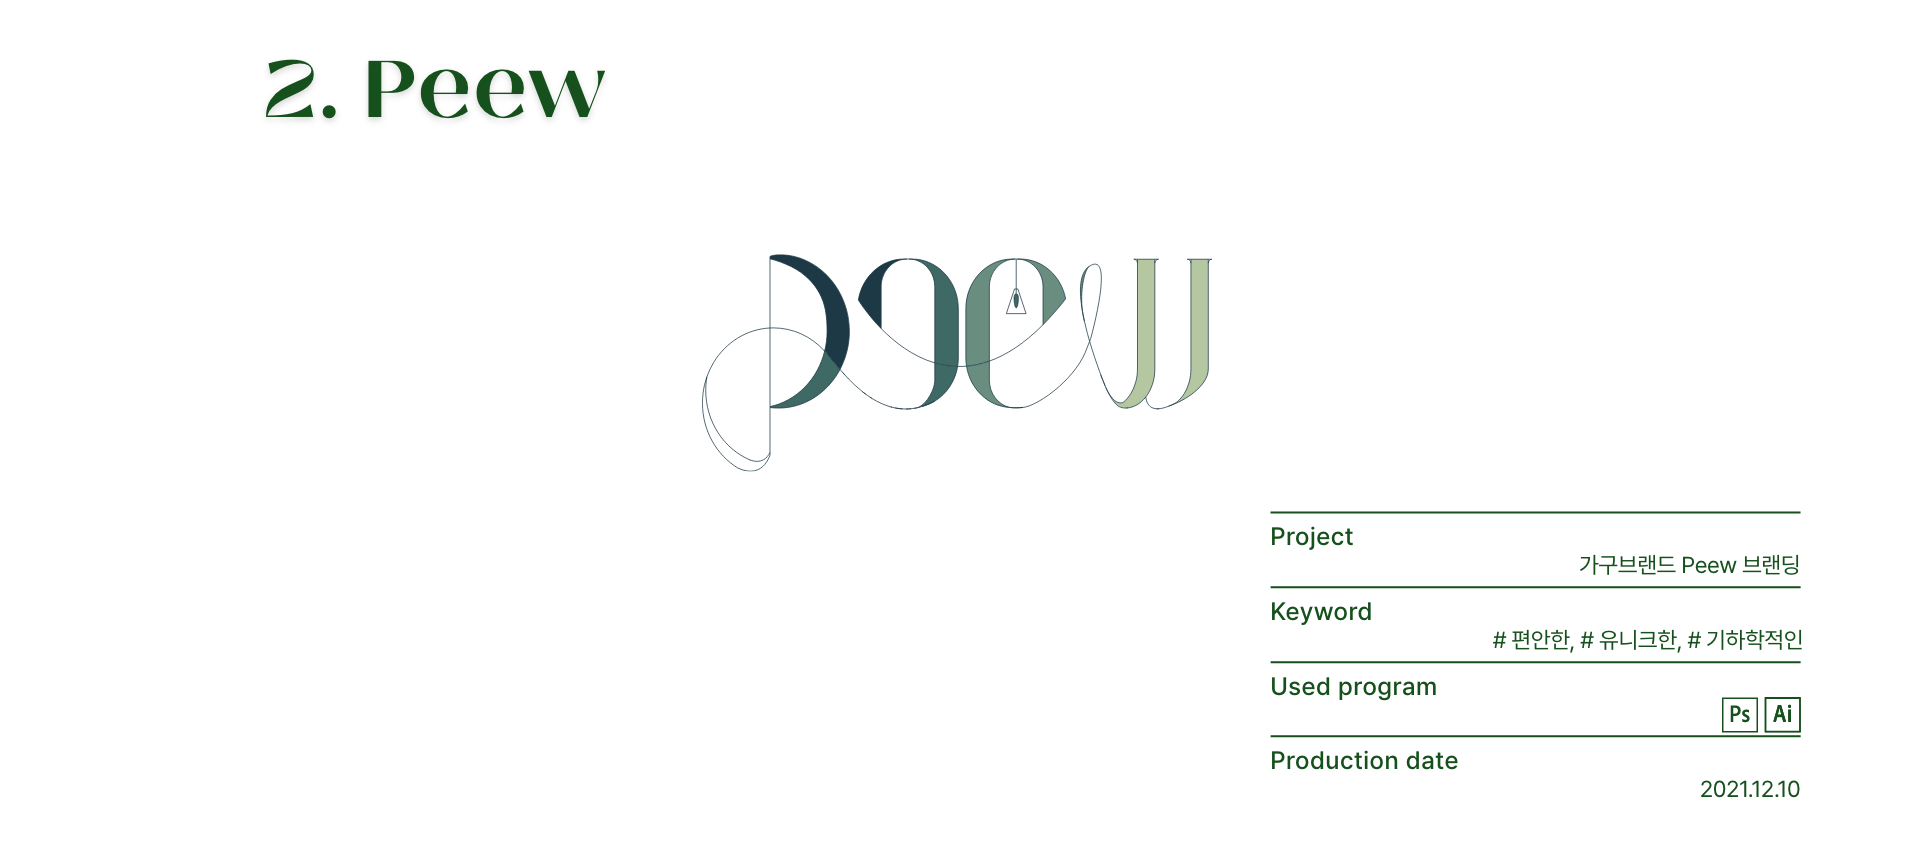 2. Peew
peew
Project
가구브랜드 Peew 브랜딩
Keyword
# 편안한, # 유니크한, # 기하학적인
Used program
Ps Ai
Production date
2021.12.10